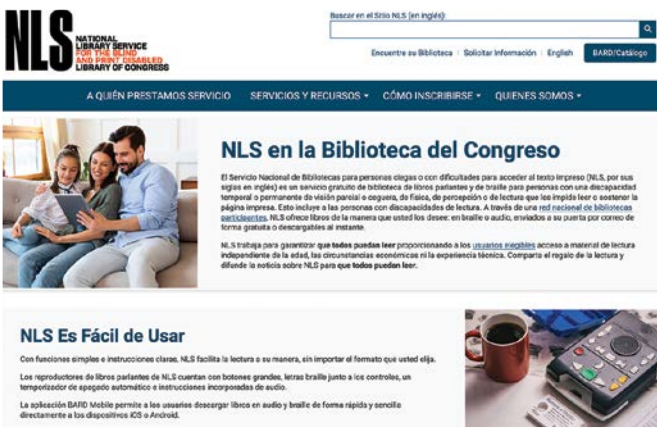 Buscar en el Sitio NLS (en inglés):
NLS
NATIONAL
LIBRARY SERVICE
FOR THE BLIND
AND PRINT DISABLED
LIBRARY OF CONGRESS
Encuentre su Biblioteca | Solicitar Información | English BARD/Catálogo
A QUIÉN PRESTAMOS SERVICIO SERVICIOS Y RECURSOS CÓMO INSCRIBIRSE QUIENES SOMOS
NLS en la Biblioteca del Congreso
El Servicio Nacional de Bibliotecas para personas ciegas o con dificultades para acceder al texto impreso (NLS, por sus
siglas en inglés) es un servicio gratuito de biblioteca de libros parlantes y de braille para personas con una discapacidad
temporal o permanente de visión parcial o ceguera, de física, de percepción o de lectura que les impida leer o sostener la
página impresa. Esto incluye a las personas con discapacidades de lectura. A través de una red nacional de bibliotecas
participantes, NLS ofrece libros de la manera que usted los desee: en braille o audio, enviados a su puerta por correo de
forma gratuita o descargables al instante.
NLS trabaja para garantizar que todos puedan leer proporcionando a los usuarios elegibles acceso a material de lectura
independiente de la edad, las circunstancias económicas ni la experiencia técnica. Comparta el regalo de la lectura y
difunde la noticia sobre NLS para que todos puedan leer.
NLS Es Fácil de Usar
Con funciones simples e instrucciones claras, NLS facilita la lectura a su manera, sin importar el formato que usted elija.
Los reproductores de libros parlantes de NLS cuentan con botones grandes, letras braille junto a los controles, un
temporizador de apagado automático e instrucciones incorporadas de audio.
La aplicación BARD Mobile permite a los usuarios descargar libros en audio y braille de forma rápida y sencilla
directamente a los dispositivos iOS o Android.